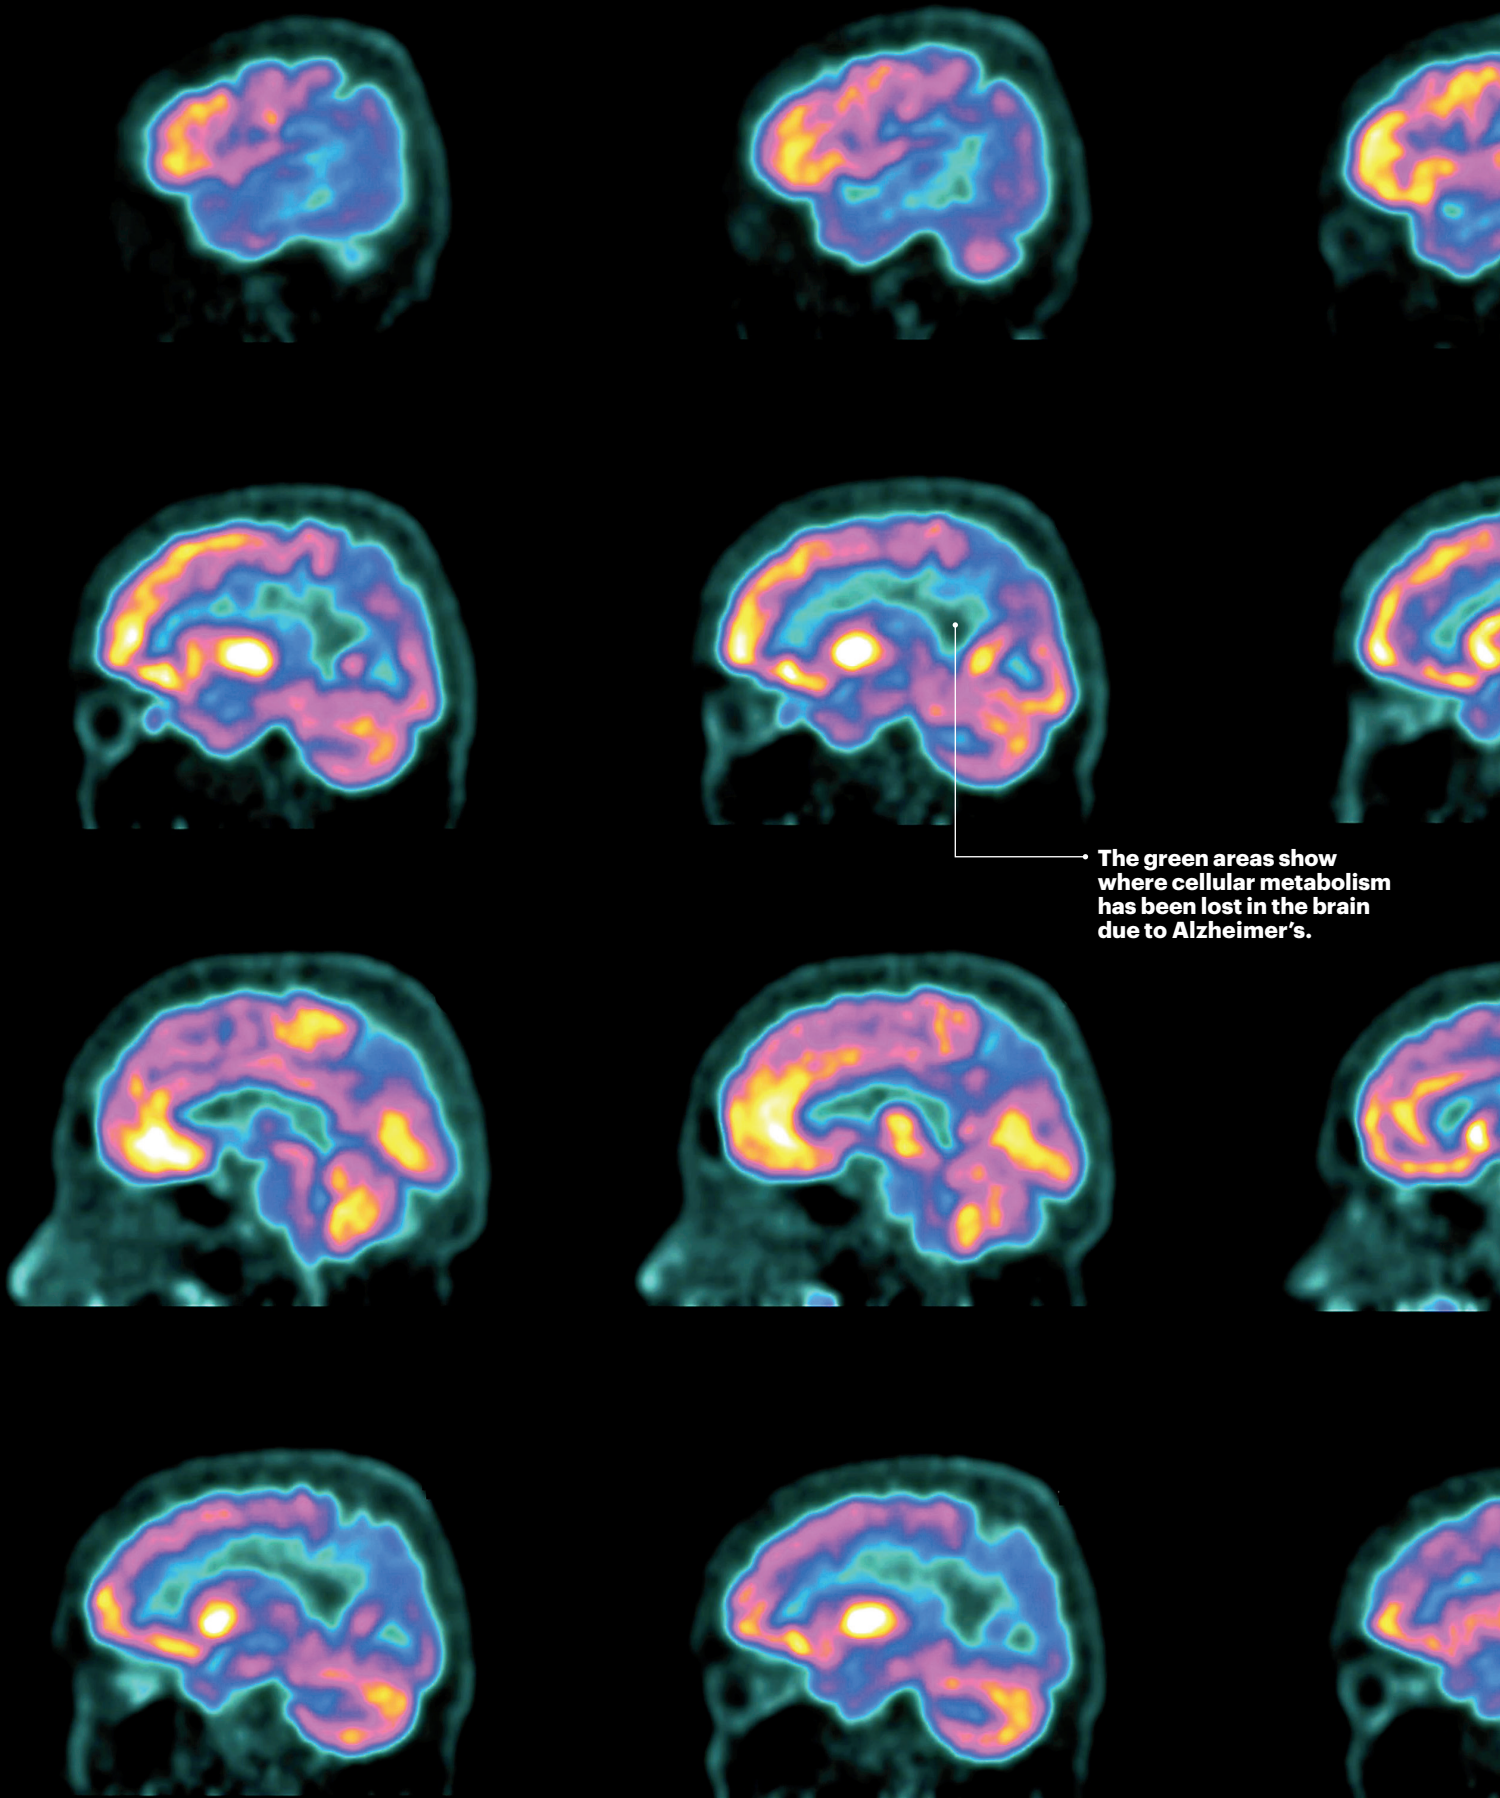 The green areas show
where cellular metabolism
has been lost in the brain
due to Alzheimer’s.